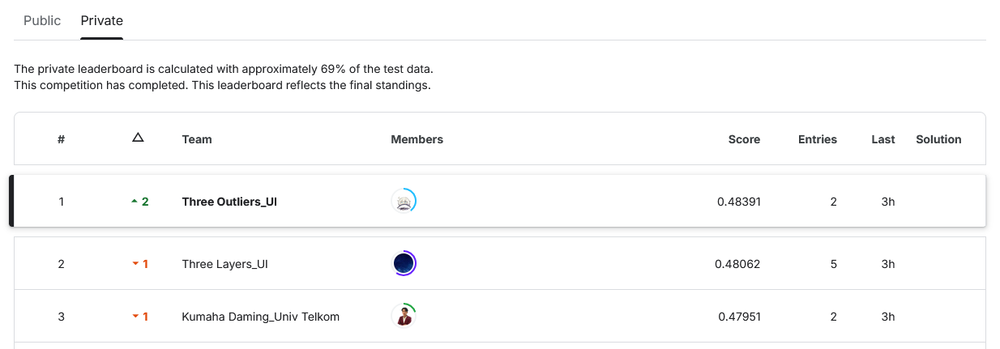 Public Private
The private leaderboard is calculated with approximately 69% of the test data.
This competition has completed. This leaderboard reflects the final standings.
# △ Team Members Score Entries Last Solution
1 2 Three Outliers_UI 0.48391 2 3h
2 1 Three Layers_UI 0.48062 5 3h
3 1 Kumaha Daming_Univ Telkom 0.47951 2 3h